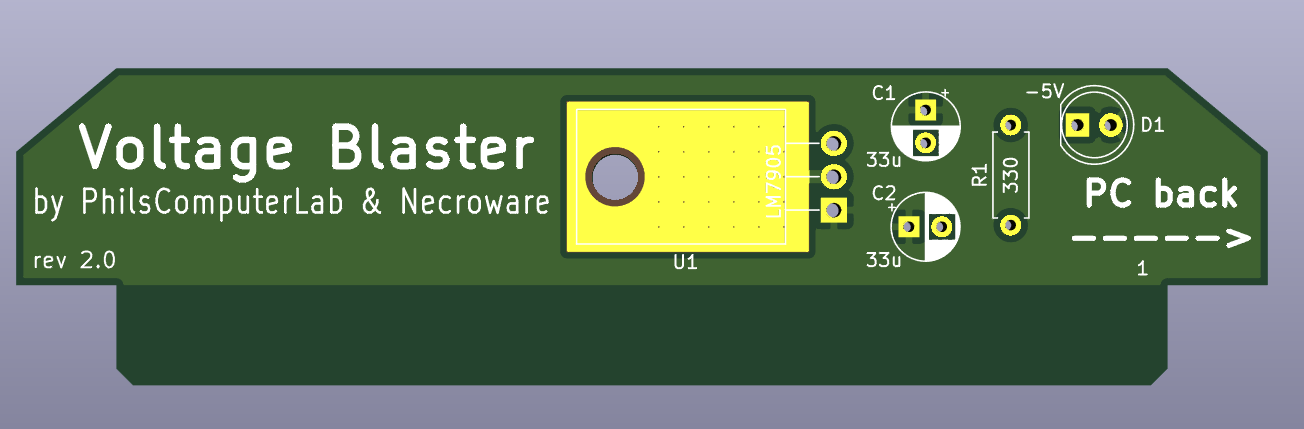 Voltage Blaster
by PhilsComputerLab & Necroware
rev 2.0
LM7905
U1
C1
+
33u
C2
+
33u
R1
330
-5V
D1
PC back
1